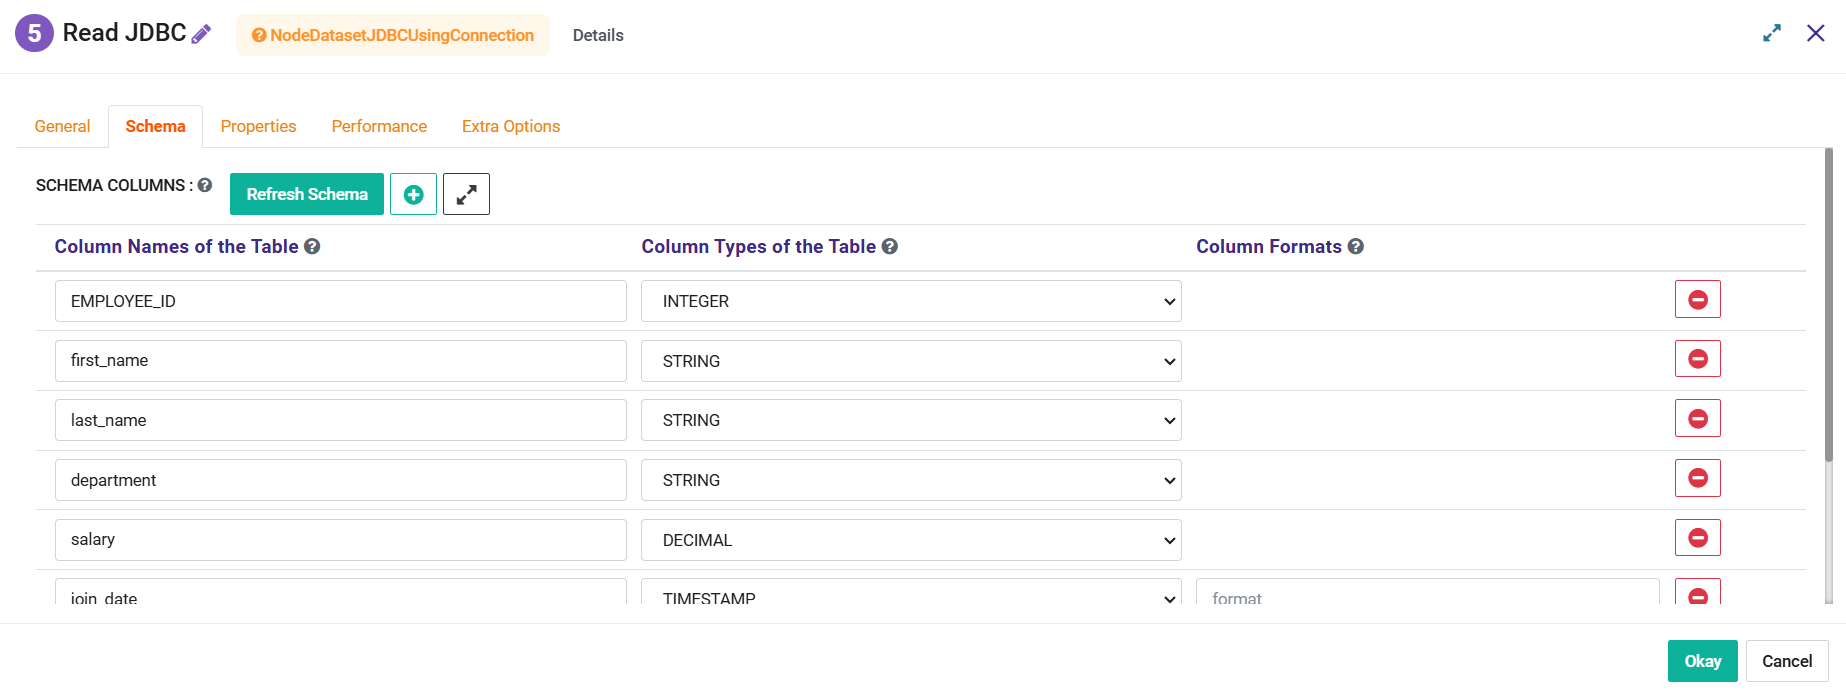 5 Read JDBC NodeDatasetJDBCUsingConnection Details
General Schema Properties Performance Extra Options
SCHEMA COLUMNS : Refresh Schema
Column Names of the Table Column Types of the Table Column Formats
EMPLOYEE_ID INTEGER
first_name STRING
last_name STRING
department STRING
salary DECIMAL
join_date TIMESTAMP format
Okay Cancel